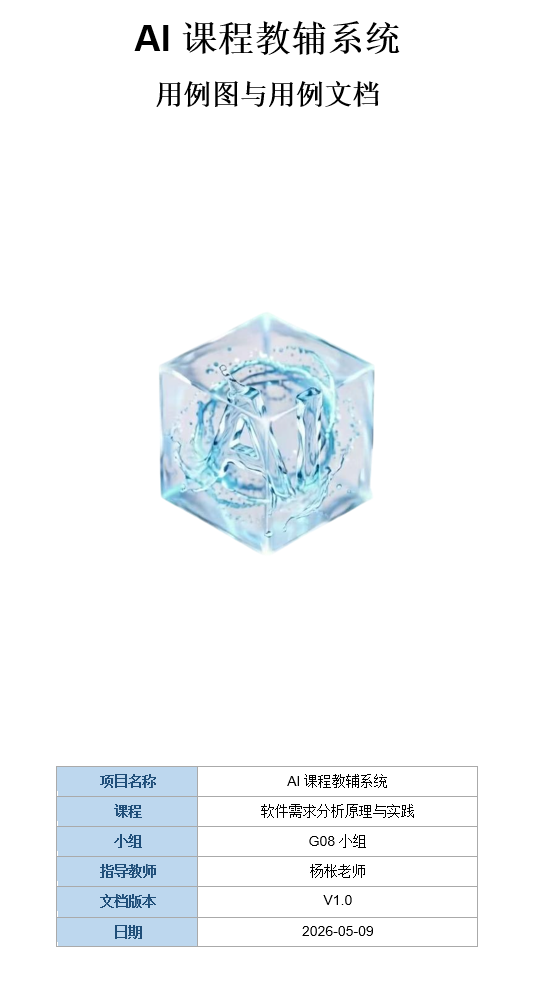 AI 课程教辅系统
用例图与用例文档
AI
项目名称 AI 课程教辅系统
课程 软件需求分析原理与实践
小组 G08 小组
指导教师 杨枨老师
文档版本 V1.0
日期 2026-05-09